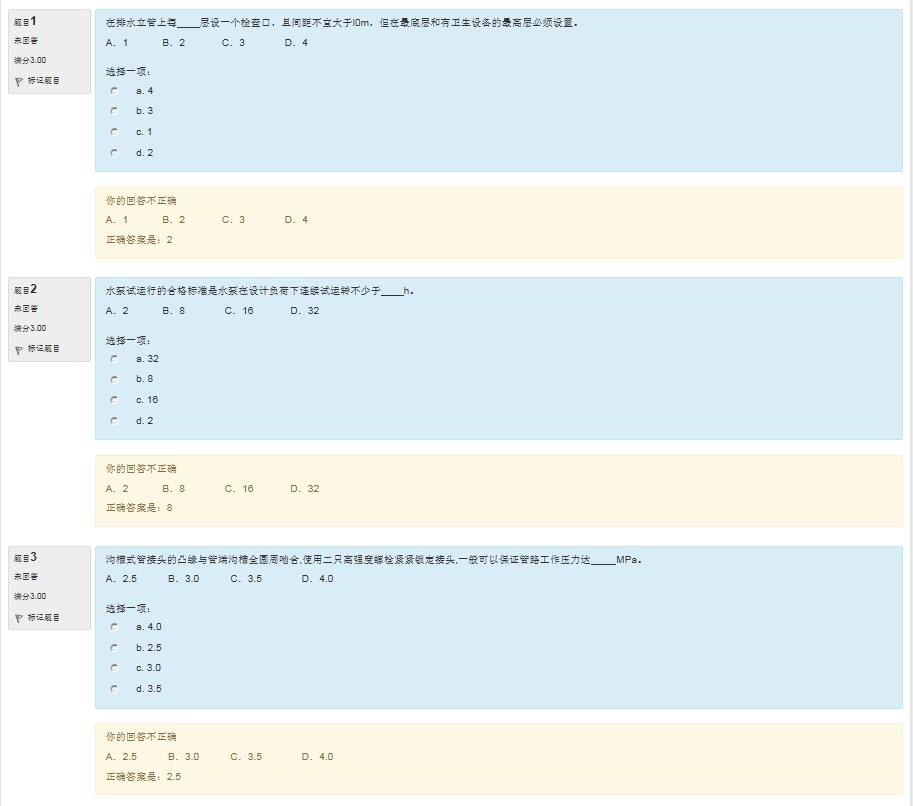 题目1
未回答
满分3.00
标记题目
在排水立管上每____层设一个检查口，且间距不宜大于l0m，但在最底层和有卫生设备的最高层必须设置。
A．1 B．2 C．3 D．4
选择一项：
a. 4
b. 3
c. 1
d. 2
你的回答不正确
A．1 B．2 C．3 D．4
正确答案是：2
题目2
未回答
满分3.00
标记题目
水泵试运行的合格标准是水泵在设计负荷下连续试运转不少于____h。
A．2 B．8 C．16 D．32
选择一项：
a. 32
b. 8
c. 16
d. 2
你的回答不正确
A．2 B．8 C．16 D．32
正确答案是：8
题目3
未回答
满分3.00
标记题目
沟槽式管接头的凸缘与管端沟槽全圆周吻合,使用二只高强度螺栓紧紧锁定接头,一般可以保证管路工作压力达____MPa。
A．2.5 B．3.0 C．3.5 D．4.0
选择一项：
a. 4.0
b. 2.5
c. 3.0
d. 3.5
你的回答不正确
A．2.5 B．3.0 C．3.5 D．4.0
正确答案是：2.5